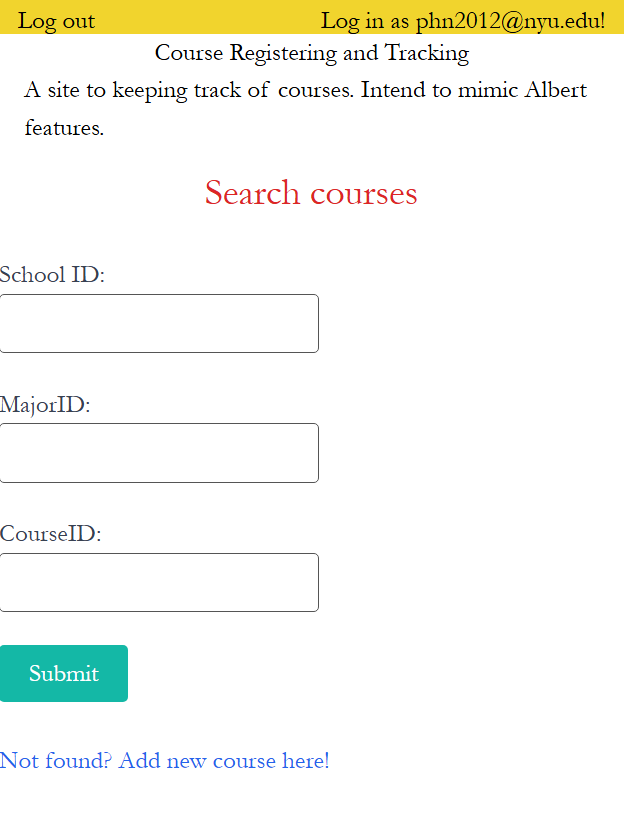 Log out Log in as phn2012@nyu.edu!
Course Registering and Tracking
A site to keeping track of courses. Intend to mimic Albert
features.
Search courses
School ID:
MajorID:
CourseID:
Submit
Not found? Add new course here!